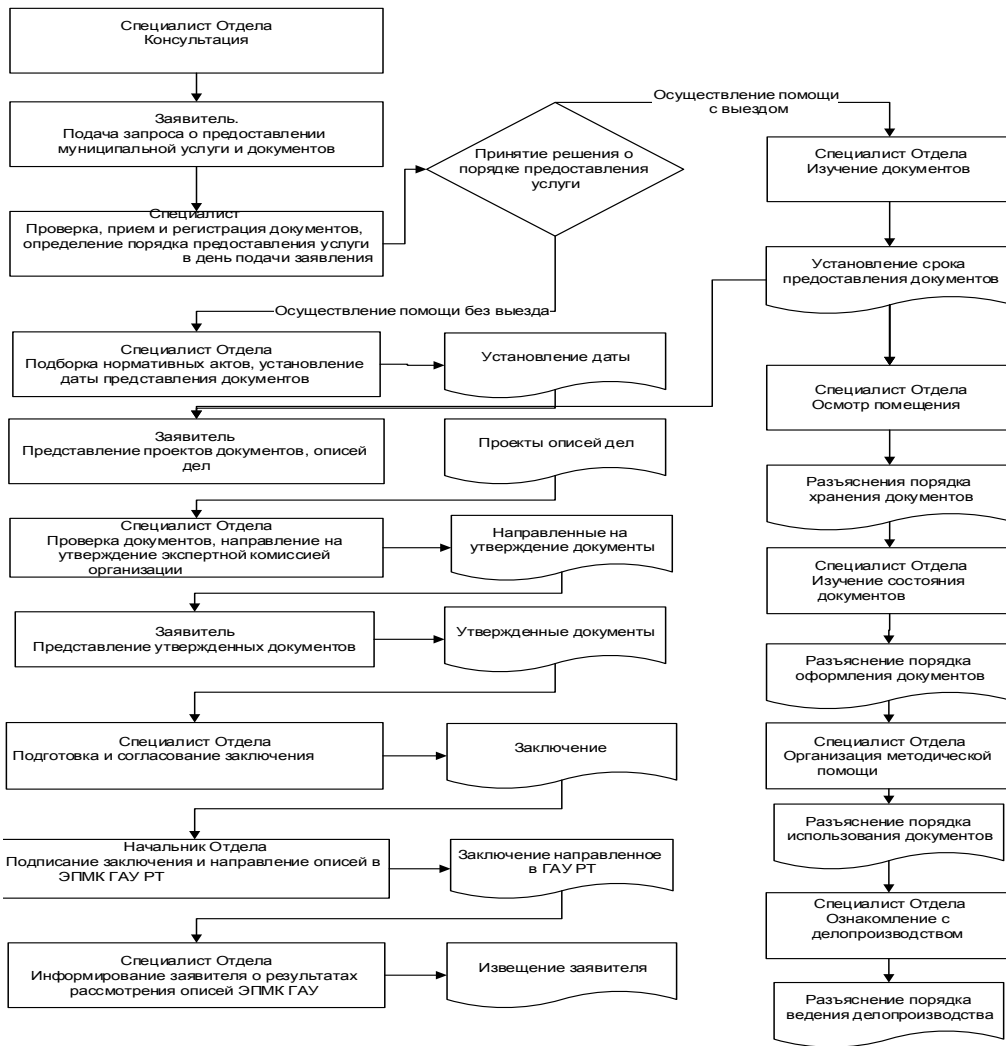 Специалист Отдела
Консультация
Заявитель.
Подача запроса о предоставлении
муниципальной услуги и документов
Специалист
Проверка, прием и регистрация документов,
определение порядка предоставления услуги
в день подачи заявления
Принятие решения о
порядке предоставления
услуги
Осуществление помощи
с выездом
Осуществление помощи без выезда
Специалист Отдела
Подборка нормативных актов, установление
даты представления документов
Установление даты
Заявитель
Представление проектов документов, описей
дел
Проекты описей дел
Специалист Отдела
Проверка документов, направление на
утверждение экспертной комиссией
организации
Направленные на
утверждение документы
Заявитель
Представление утвержденных документов
Утвержденные документы
Специалист Отдела
Подготовка и согласование заключения
Заключение
Начальник Отдела
Подписание заключения и направление описей в
ЭПМК ГАУ РТ
Заключение направленное
в ГАУ РТ
Специалист Отдела
Информирование заявителя о результатах
рассмотрения описей ЭПМК ГАУ
Извещение заявителя
Специалист Отдела
Изучение документов
Установление срока
предоставления документов
Специалист Отдела
Осмотр помещения
Разъяснения порядка
хранения документов
Специалист Отдела
Изучение состояния
документов
Разъяснение порядка
оформления документов
Специалист Отдела
Организация методической
помощи
Разъяснение порядка
использования документов
Специалист Отдела
Ознакомление с
делопроизводством
Разъяснение порядка
ведения делопроизводства